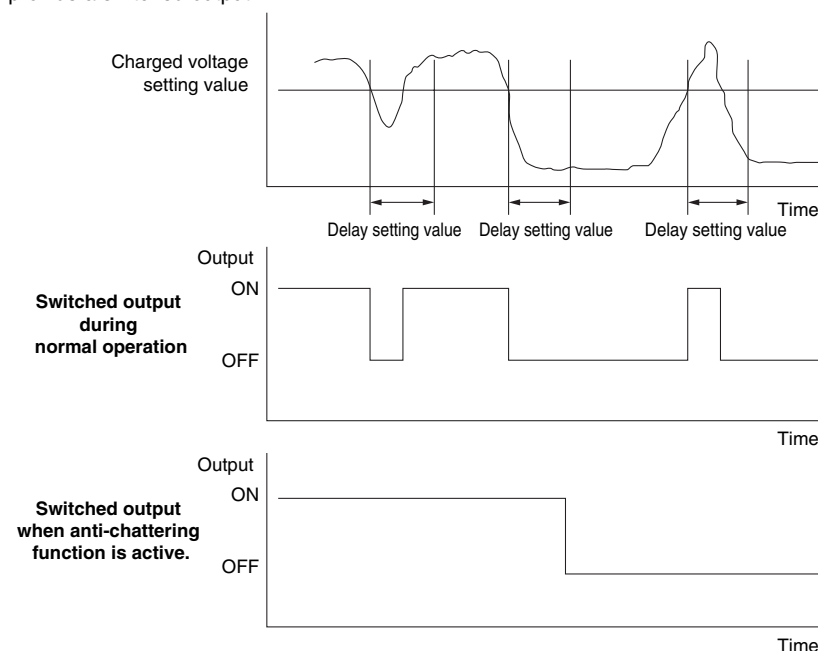 Charged voltage
setting value
Time
Delay setting value Delay setting value Delay setting value
Output
ON
Switched output
during
normal operation
OFF
Time
Output
ON
Switched output
when anti-chattering
function is active.
OFF
Time